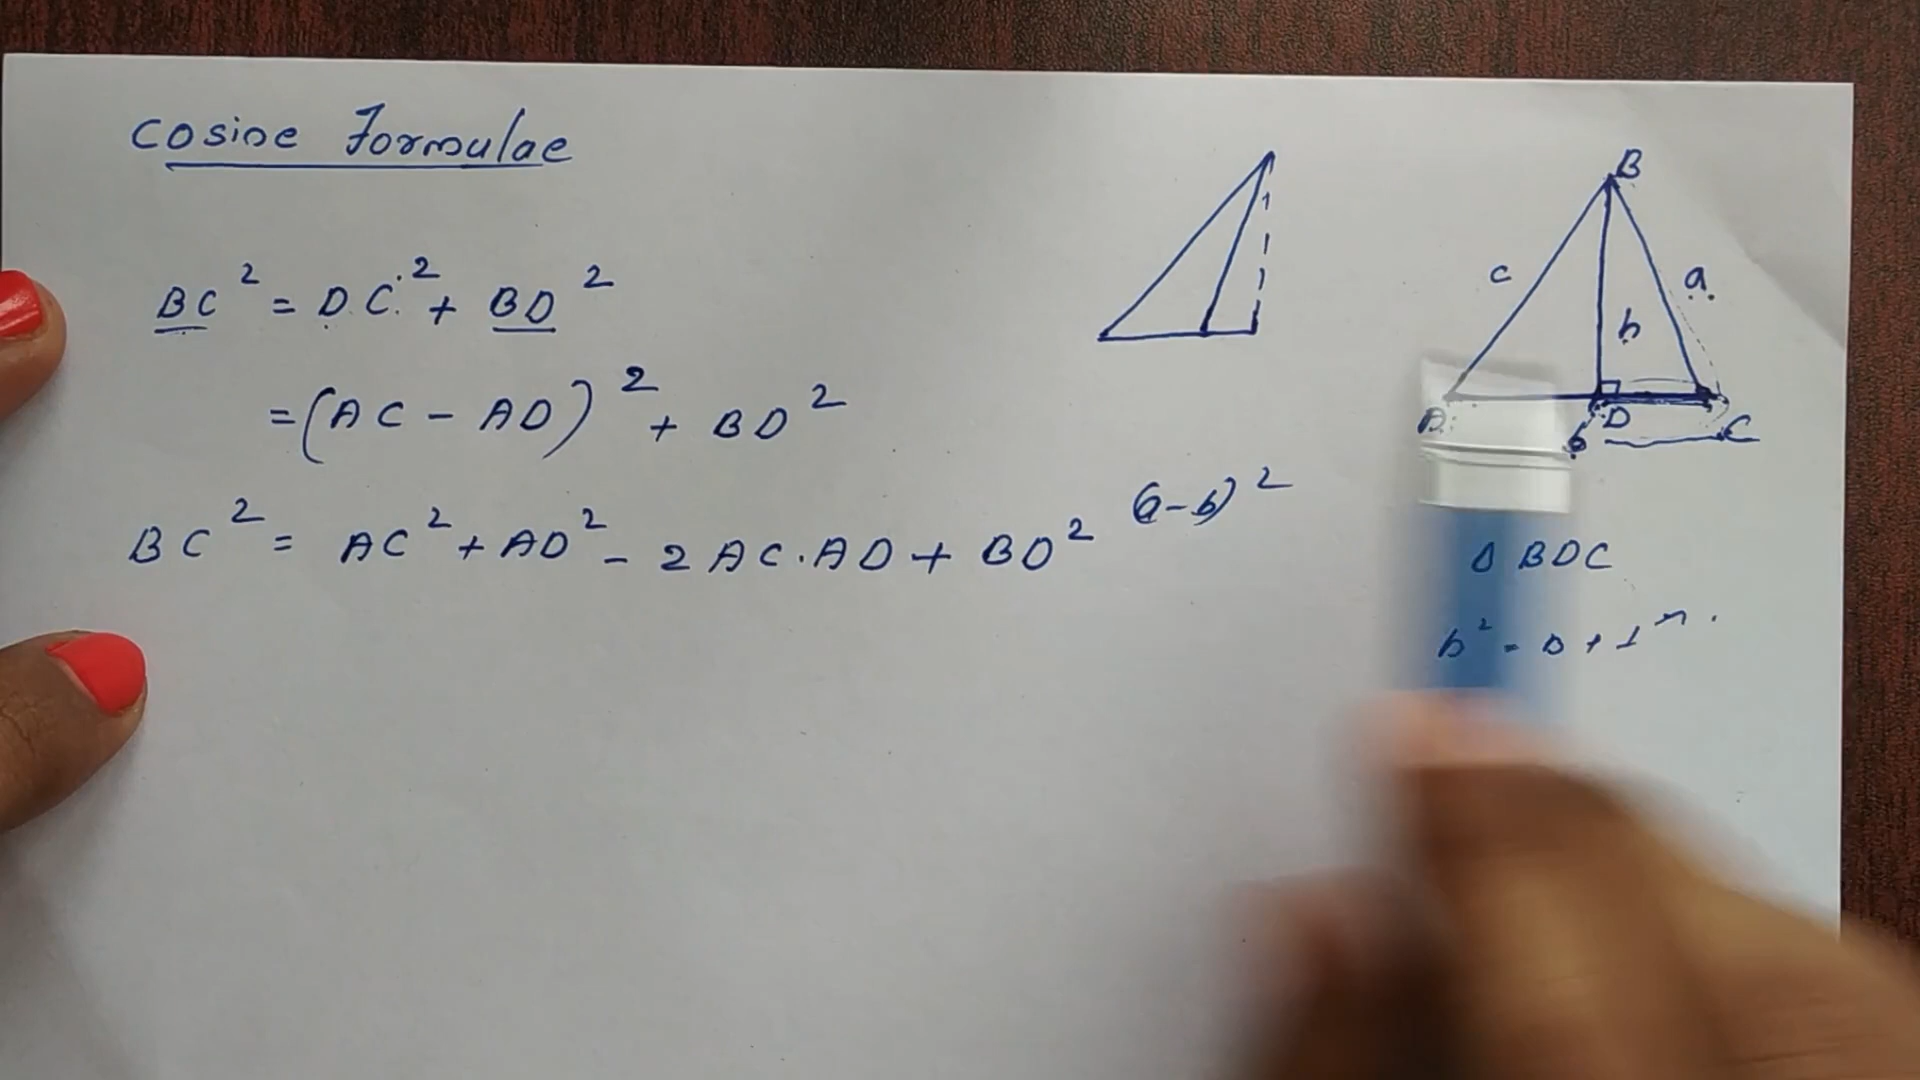 Cosine Formulae
BC² = DC² + BD²
= (AC - AD)² + BD²
BC² = AC² + AD² - 2AC.AD + BD²
(a-b)²
B
c
a
h
A
D
b
C
Δ BDC